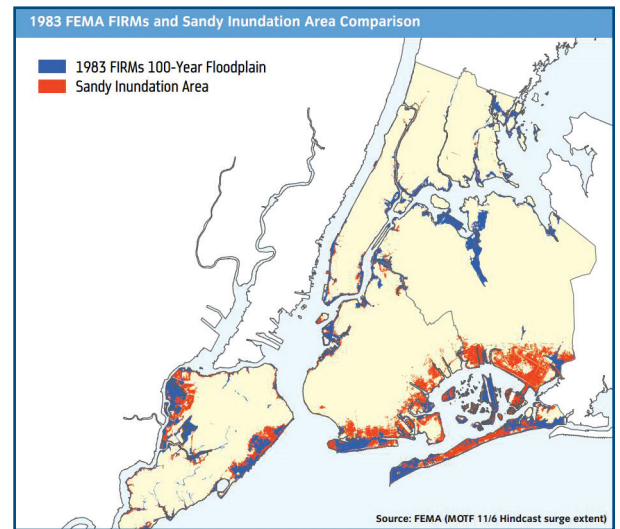 1983 FEMA FIRMs and Sandy Inundation Area Comparison
1983 FIRMs 100-Year Floodplain
Sandy Inundation Area
Source: FEMA (MOTF 11/6 Hindcast surge extent)